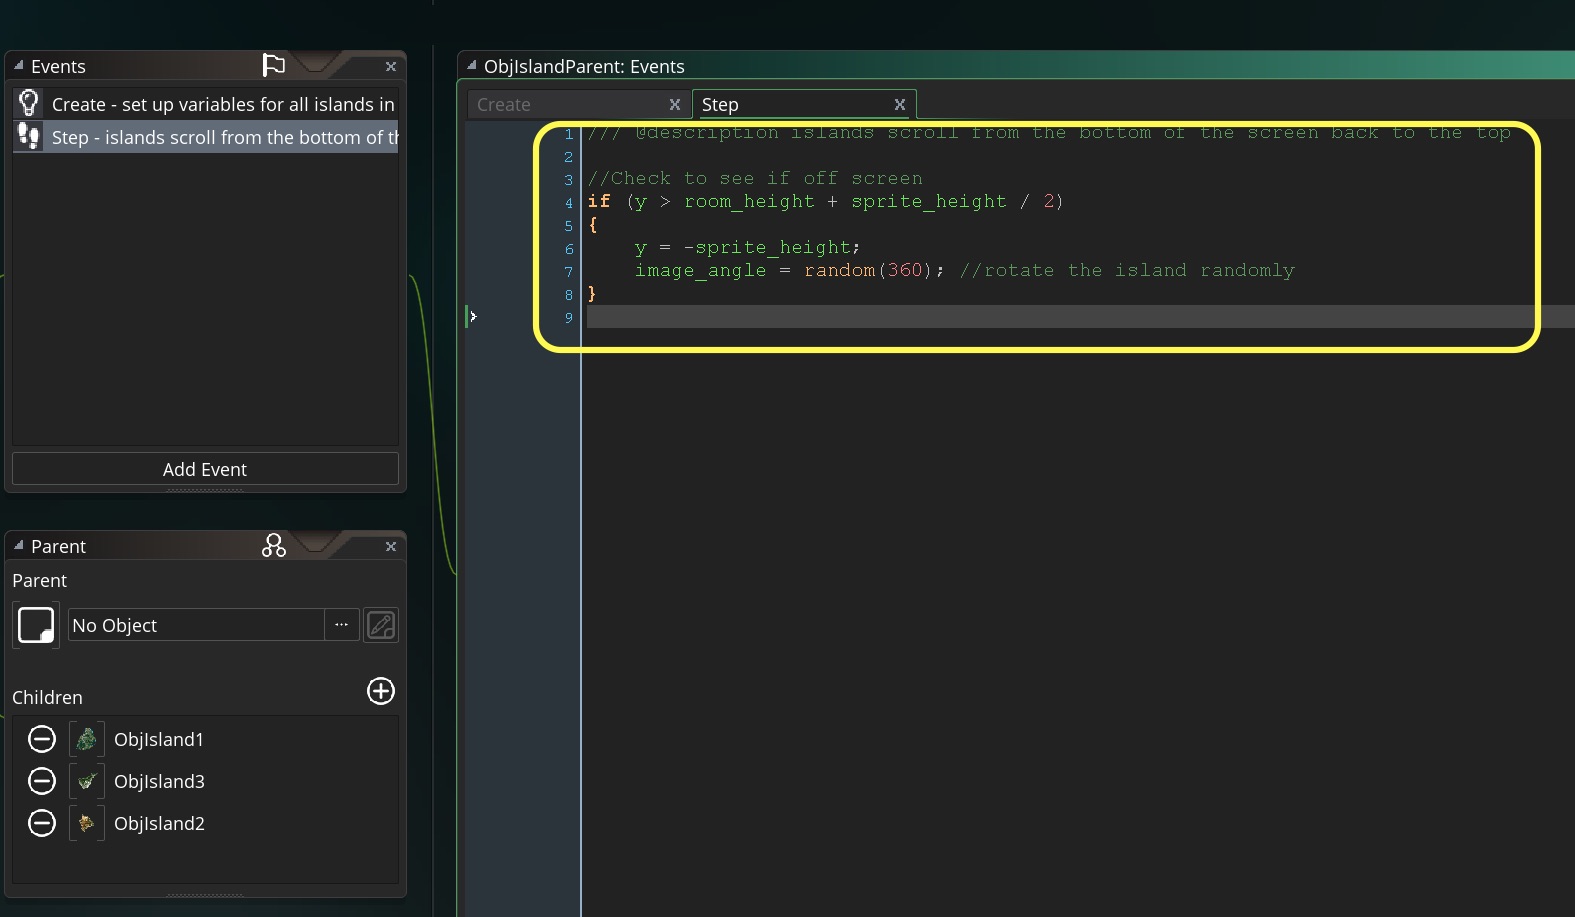 Events
Create - set up variables for all islands in
Step - islands scroll from the bottom of th
Add Event
Parent
Parent
No Object
...
Children
ObjIsland1
ObjIsland3
ObjIsland2
ObjIslandParent: Events
Create
Step
1 /// @description islands scroll from the bottom of the screen back to the top
2
3 //Check to see if off screen
4 if (y > room_height + sprite_height / 2)
5 {
6     y = -sprite_height;
7     image_angle = random(360); //rotate the island randomly
8 }
9